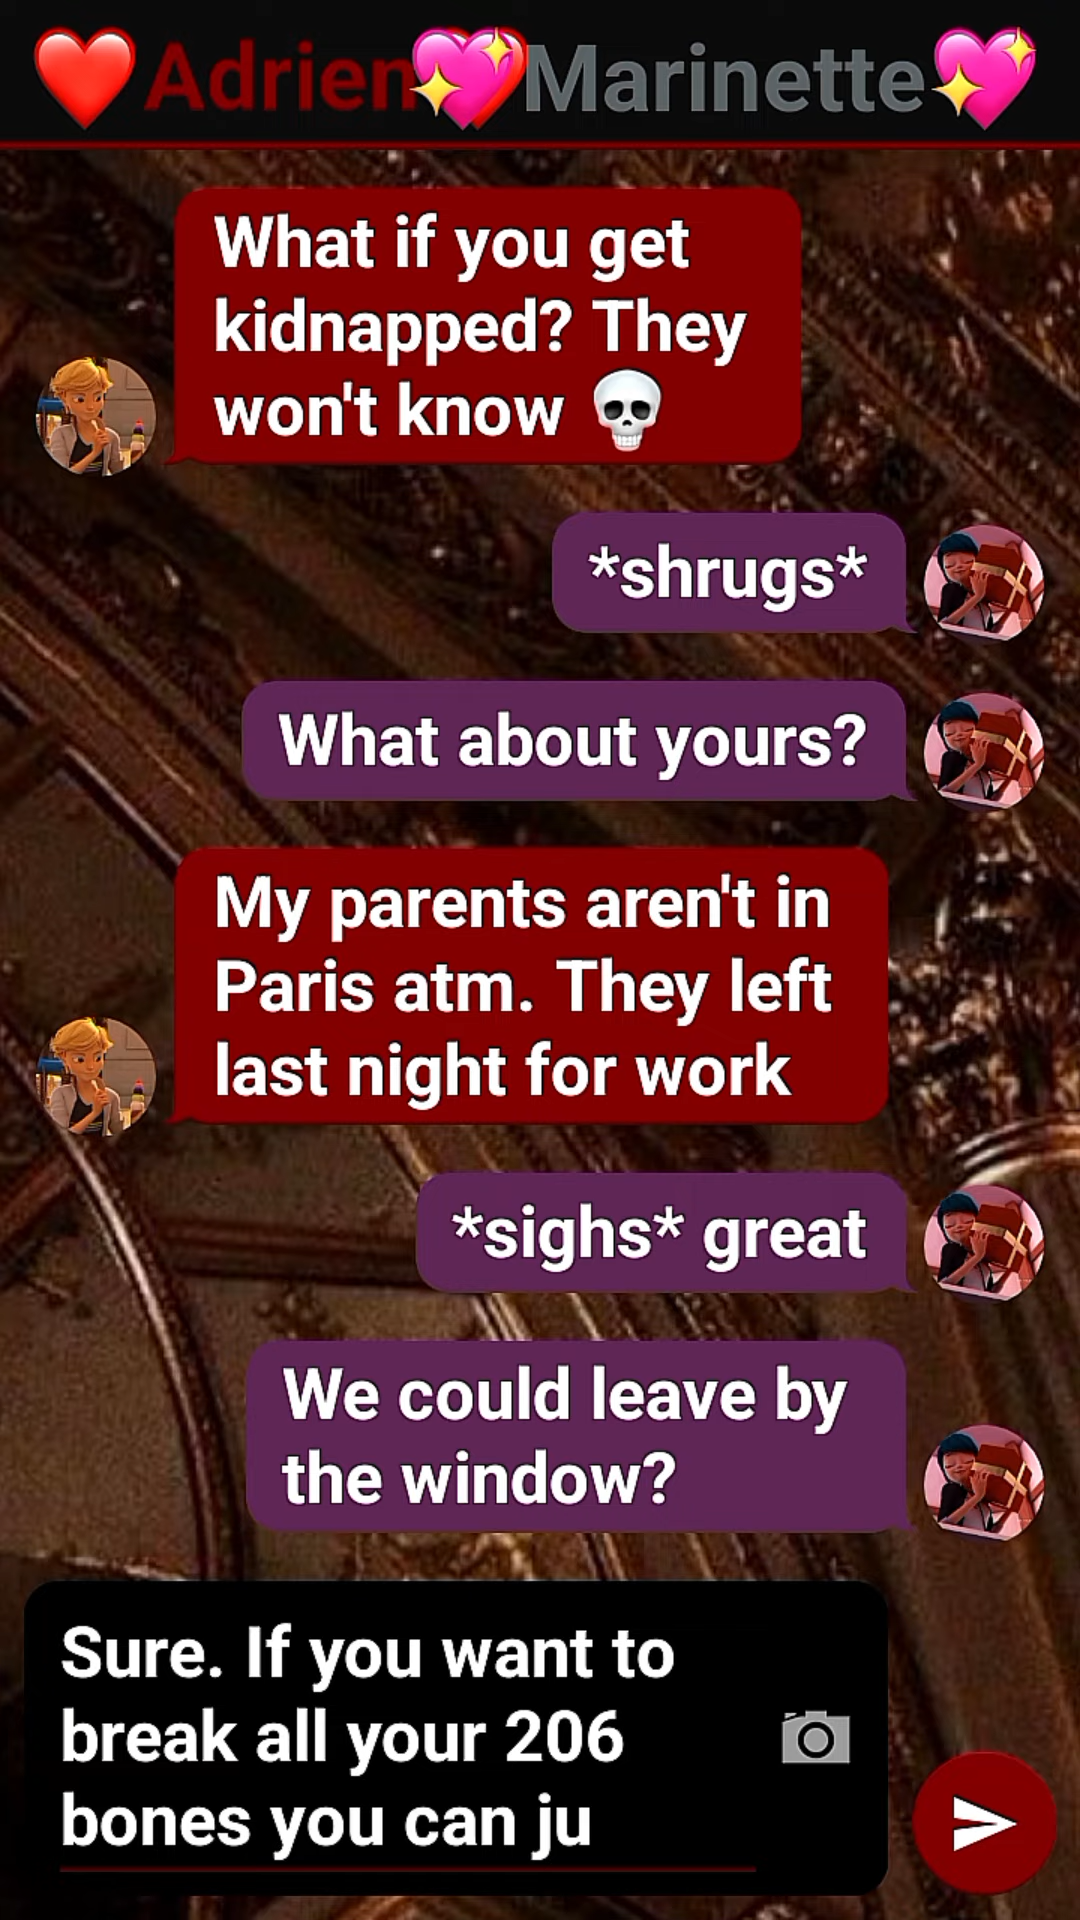 ❤️Adrien💖Marinette💖
What if you get
kidnapped? They
won't know 💀
*shrugs*
What about yours?
My parents aren't in
Paris atm. They left
last night for work
*sighs* great
We could leave by
the window?
Sure. If you want to
break all your 206
bones you can ju